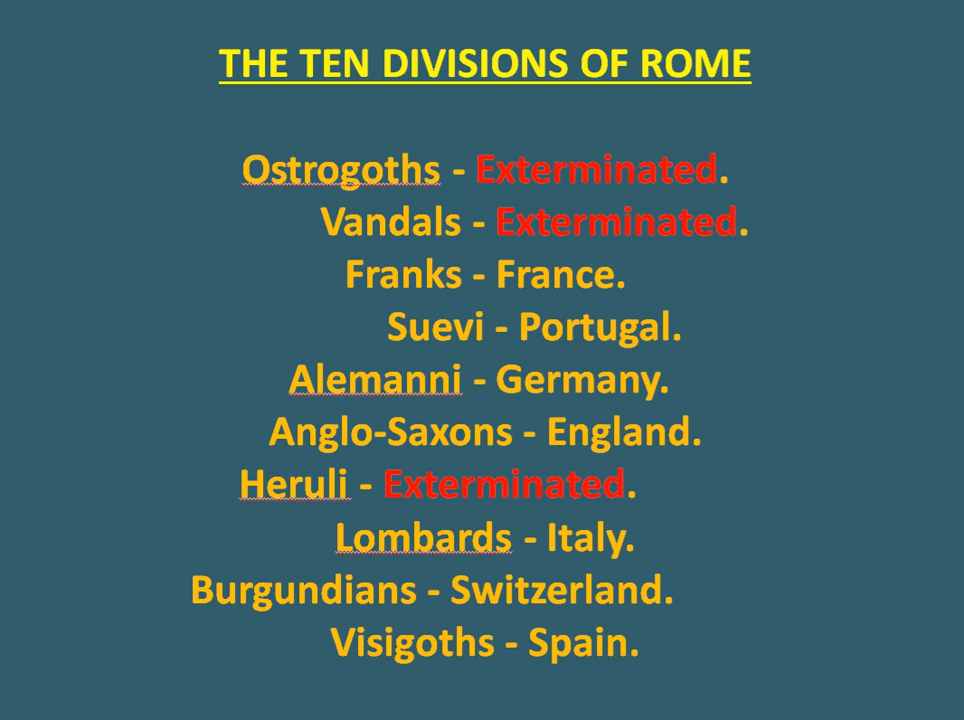 THE TEN DIVISIONS OF ROME
Ostrogoths - Exterminated.
Vandals - Exterminated.
Franks - France.
Suevi - Portugal.
Alemanni - Germany.
Anglo-Saxons - England.
Heruli - Exterminated.
Lombards - Italy.
Burgundians - Switzerland.
Visigoths - Spain.